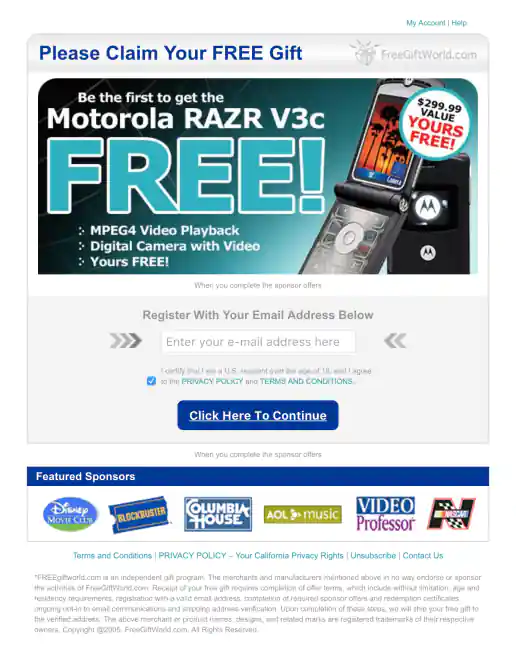 My Account | Help
Please Claim Your FREE Gift
FreeGiftWorld.com
Be the first to get the
Motorola RAZR V3c
FREE!
$299.99
VALUE
YOURS
FREE!
MPEG4 Video Playback
Digital Camera with Video
Yours FREE!
When you complete the sponsor offers
Register With Your Email Address Below
Enter your e-mail address here
I certify that I am a U.S. resident over the age of 18, and I agree
to the PRIVACY POLICY and TERMS AND CONDITIONS.
Click Here To Continue
When you complete the sponsor offers
Featured Sponsors
Disney MOVIE CLUB
BLOCKBUSTER
COLUMBIA HOUSE
AOL music
VIDEO Professor
NASCAR
Terms and Conditions | PRIVACY POLICY – Your California Privacy Rights | Unsubscribe | Contact Us
*FREEgiftworld.com is an independent gift program. The merchants and manufacturers mentioned above in no way endorse or sponsor
the activities of FreeGiftWorld.com. Receipt of your free gift requires completion of offer terms, which include without limitation: age and
residency requirements, registration with a valid email address, completion of required sponsor offers and redemption certificates,
ongoing opt-in to email communications and shipping address verification. Upon completion of these steps, we will ship your free gift to
the verified address. The above merchant or product names, designs, and related marks are registered trademarks of their respective
owners. Copyright @2005. FreeGiftWorld.com. All Rights Reserved.